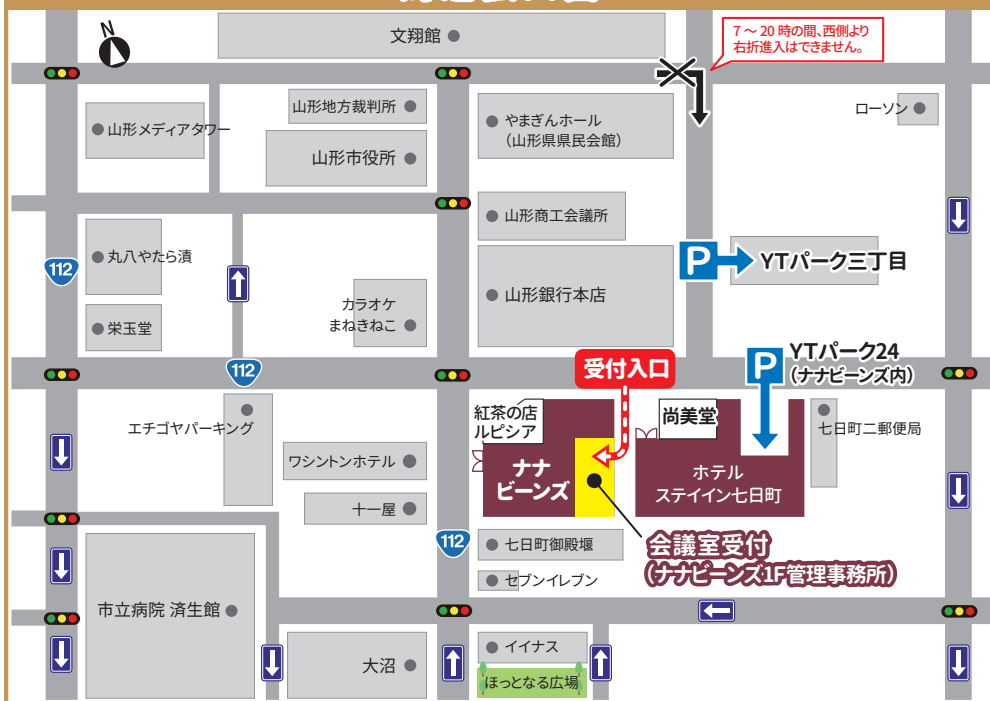 N
文翔館
7～20時の間、西側より
右折進入はできません。
山形メディアタワー
山形地方裁判所
山形市役所
やまぎんホール
（山形県県民会館）
ローソン
山形商工会議所
丸八やたら漬
112
P
YTパーク三丁目
山形銀行本店
カラオケ
まねきねこ
栄玉堂
112
受付入口
P
YTパーク24
（ナナビーンズ内）
エチゴヤパーキング
紅茶の店
ルピシア
尚美堂
七日町二郵便局
ワシントンホテル
ナナ
ビーンズ
ホテル
ステイイン七日町
十一屋
112
七日町御殿堰
会議室受付
（ナナビーンズ1F管理事務所）
セブンイレブン
市立病院 済生館
大沼
イイナス
ほっとなる広場